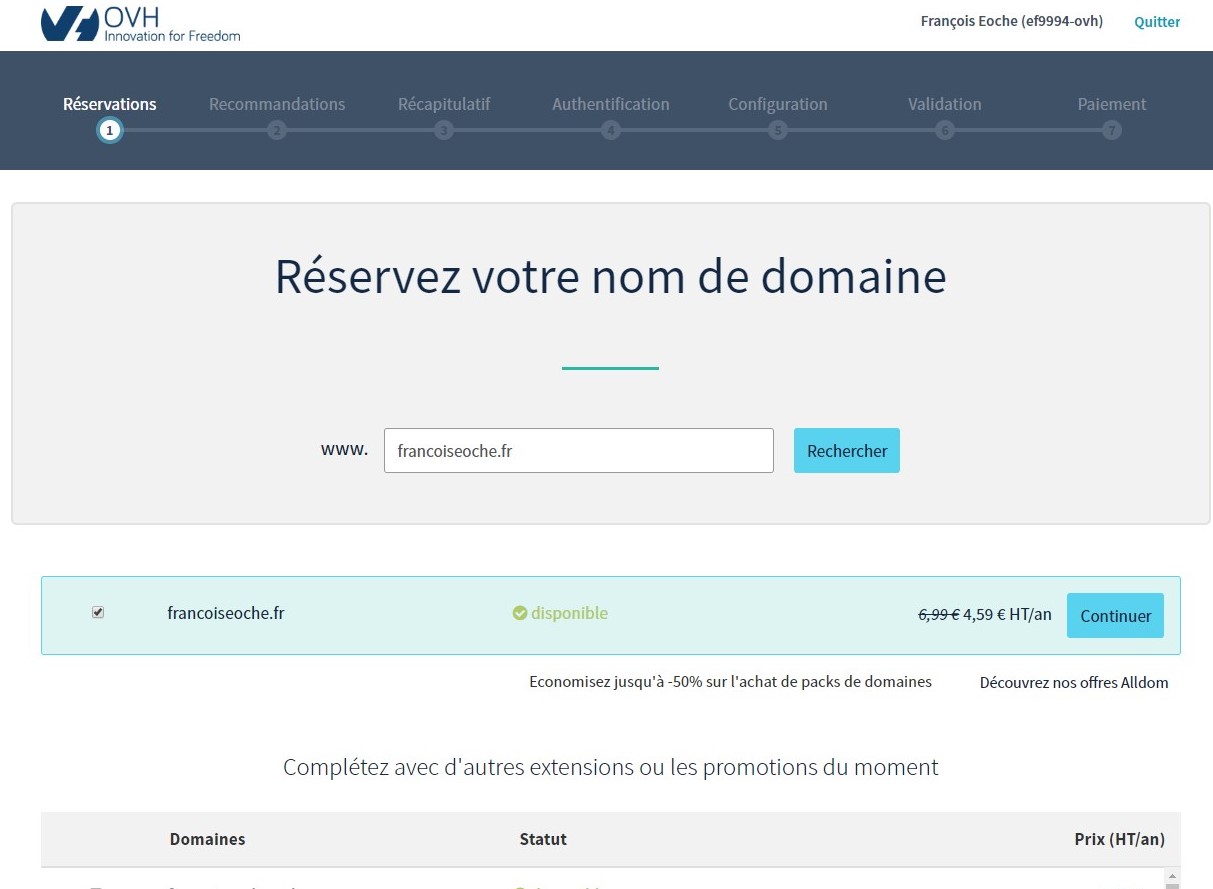 OVH
Innovation for Freedom
François Eoche (ef9994-ovh) Quitter
Réservations Recommandations Récapitulatif Authentification Configuration Validation Paiement
1 2 3 4 5 6 7
Réservez votre nom de domaine
www. francoiseoche.fr Rechercher
francoiseoche.fr disponible 6,99 € 4,59 € HT/an Continuer
Economisez jusqu'à -50% sur l'achat de packs de domaines Découvrez nos offres Alldom
Complétez avec d'autres extensions ou les promotions du moment
Domaines Statut Prix (HT/an)